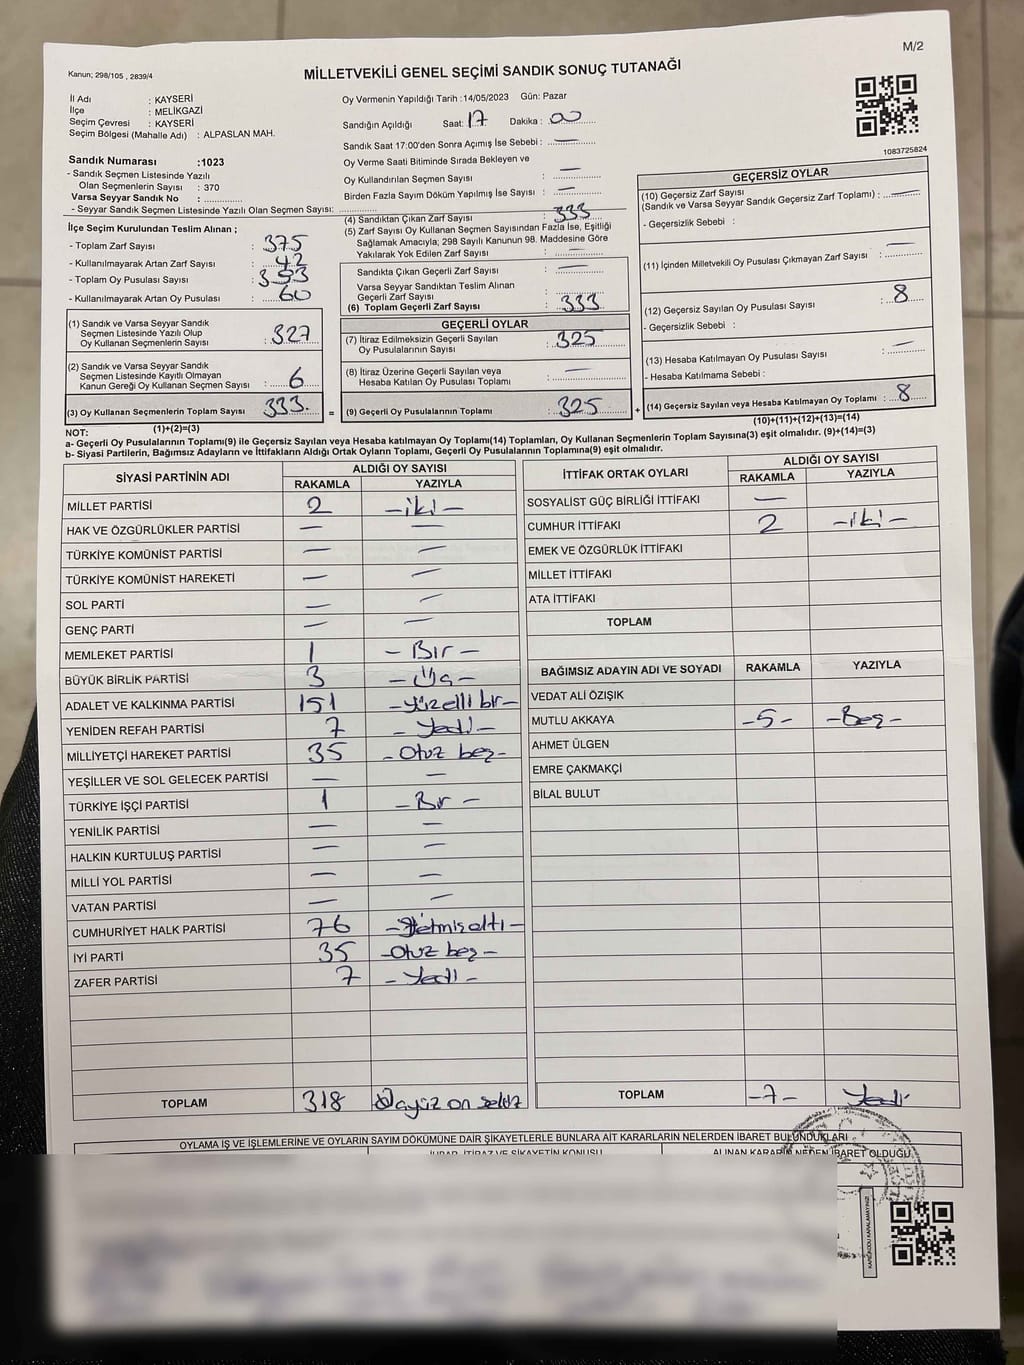 M/2
Kanun; 298/105 , 2839/4
MİLLETVEKİLİ GENEL SEÇİMİ SANDIK SONUÇ TUTANAĞI
İl Adı : KAYSERİ
İlçe : MELİKGAZİ
Seçim Çevresi : KAYSERİ
Seçim Bölgesi (Mahalle Adı) : ALPASLAN MAH.
Sandık Numarası :1023
- Sandık Seçmen Listesinde Yazılı
Olan Seçmenlerin Sayısı : 370
Varsa Seyyar Sandık No :
- Seyyar Sandık Seçmen Listesinde Yazılı Olan Seçmen Sayısı:
İlçe Seçim Kurulundan Teslim Alınan ;
- Toplam Zarf Sayısı : 375
- Kullanılmayarak Artan Zarf Sayısı : 42
- Toplam Oy Pusulası Sayısı : 393
- Kullanılmayarak Artan Oy Pusulası : 60
(1) Sandık ve Varsa Seyyar Sandık
Seçmen Listesinde Yazılı Olup
Oy Kullanan Seçmenlerin Sayısı : 327
(2) Sandık ve Varsa Seyyar Sandık
Seçmen Listesinde Kayıtlı Olmayan
Kanun Gereği Oy Kullanan Seçmen Sayısı : 6
(3) Oy Kullanan Seçmenlerin Toplam Sayısı 333 =
(1)+(2)=(3)
Oy Vermenin Yapıldığı Tarih :14/05/2023 Gün: Pazar
Sandığın Açıldığı Saat: 17 Dakika : 00
Sandık Saat 17:00'den Sonra Açımış İse Sebebi : —
Oy Verme Saati Bitiminde Sırada Bekleyen ve
Oy Kullandırılan Seçmen Sayısı : —
Birden Fazla Sayım Döküm Yapılmış İse Sayısı : —
(4) Sandıktan Çıkan Zarf Sayısı : 333
(5) Zarf Sayısı Oy Kullanan Seçmen Sayısından Fazla İse, Eşitliği
Sağlamak Amacıyla; 298 Sayılı Kanunun 98. Maddesine Göre
Yakılarak Yok Edilen Zarf Sayısı : —
Sandıkta Çıkan Geçerli Zarf Sayısı : —
Varsa Seyyar Sandıktan Teslim Alınan
Geçerli Zarf Sayısı :
(6) Toplam Geçerli Zarf Sayısı : 333
GEÇERLİ OYLAR
(7) İtiraz Edilmeksizin Geçerli Sayılan
Oy Pusulalarının Sayısı : 325
(8) İtiraz Üzerine Geçerli Sayılan veya
Hesaba Katılan Oy Pusulası Toplamı : —
(9) Geçerli Oy Pusulalarının Toplamı : 325 +
1083725824
GEÇERSİZ OYLAR
(10) Geçersiz Zarf Sayısı
(Sandık ve Varsa Seyyar Sandık Geçersiz Zarf Toplamı) : —
- Geçersizlik Sebebi :
(11) İçinden Milletvekili Oy Pusulası Çıkmayan Zarf Sayısı : —
(12) Geçersiz Sayılan Oy Pusulası Sayısı : 8
- Geçersizlik Sebebi :
(13) Hesaba Katılmayan Oy Pusulası Sayısı : —
- Hesaba Katılmama Sebebi :
(14) Geçersiz Sayılan veya Hesaba Katılmayan Oy Toplamı : 8
(10)+(11)+(12)+(13)=(14)
NOT:
a- Geçerli Oy Pusulalarının Toplamı(9) ile Geçersiz Sayılan veya Hesaba katılmayan Oy Toplamı(14) Toplamları, Oy Kullanan Seçmenlerin Toplam Sayısına(3) eşit olmalıdır. (9)+(14)=(3)
b- Siyasi Partilerin, Bağımsız Adayların ve İttifakların Aldığı Ortak Oyların Toplamı, Geçerli Oy Pusulalarının Toplamına(9) eşit olmalıdır.
SİYASİ PARTİNİN ADI ALDIĞI OY SAYISI
RAKAMLA YAZIYLA
MİLLET PARTİSİ 2 -iki-
HAK VE ÖZGÜRLÜKLER PARTİSİ — —
TÜRKİYE KOMÜNİST PARTİSİ — —
TÜRKİYE KOMÜNİST HAREKETİ — —
SOL PARTİ — —
GENÇ PARTİ — —
MEMLEKET PARTİSİ 1 - Bir -
BÜYÜK BİRLİK PARTİSİ 3 - Üç -
ADALET VE KALKINMA PARTİSİ 151 -yüzelli bir-
YENİDEN REFAH PARTİSİ 7 - Yedi -
MİLLİYETÇİ HAREKET PARTİSİ 35 - Otuz beş-
YEŞİLLER VE SOL GELECEK PARTİSİ — —
TÜRKİYE İŞÇİ PARTİSİ 1 - Bir -
YENİLİK PARTİSİ — —
HALKIN KURTULUŞ PARTİSİ — —
MİLLİ YOL PARTİSİ — —
VATAN PARTİSİ — —
CUMHURİYET HALK PARTİSİ 76 - Yetmiş altı -
İYİ PARTİ 35 -Otuz beş-
ZAFER PARTİSİ 7 - Yedi -
TOPLAM 318 üçyüz on sekiz
İTTİFAK ORTAK OYLARI ALDIĞI OY SAYISI
RAKAMLA YAZIYLA
SOSYALİST GÜÇ BİRLİĞİ İTTİFAKI —
CUMHUR İTTİFAKI 2 -iki-
EMEK VE ÖZGÜRLÜK İTTİFAKI
MİLLET İTTİFAKI
ATA İTTİFAKI
TOPLAM
BAĞIMSIZ ADAYIN ADI VE SOYADI RAKAMLA YAZIYLA
VEDAT ALİ ÖZIŞIK
MUTLU AKKAYA -5- -Beş-
AHMET ÜLGEN
EMRE ÇAKMAKÇİ
BİLAL BULUT
TOPLAM -7- Yedi
OYLAMA İŞ VE İŞLEMLERİNE VE OYLARIN SAYIM DÖKÜMÜNE DAİR ŞİKAYETLERLE BUNLARA AİT KARARLARIN NELERDEN İBARET BULUNDUKLARI
İHBAR, İTİRAZ VE ŞİKAYETİN KONUSU ALINAN KARARIN NEDEN İBARET OLDUĞU
KAREKODU KARALAMAYINIZ